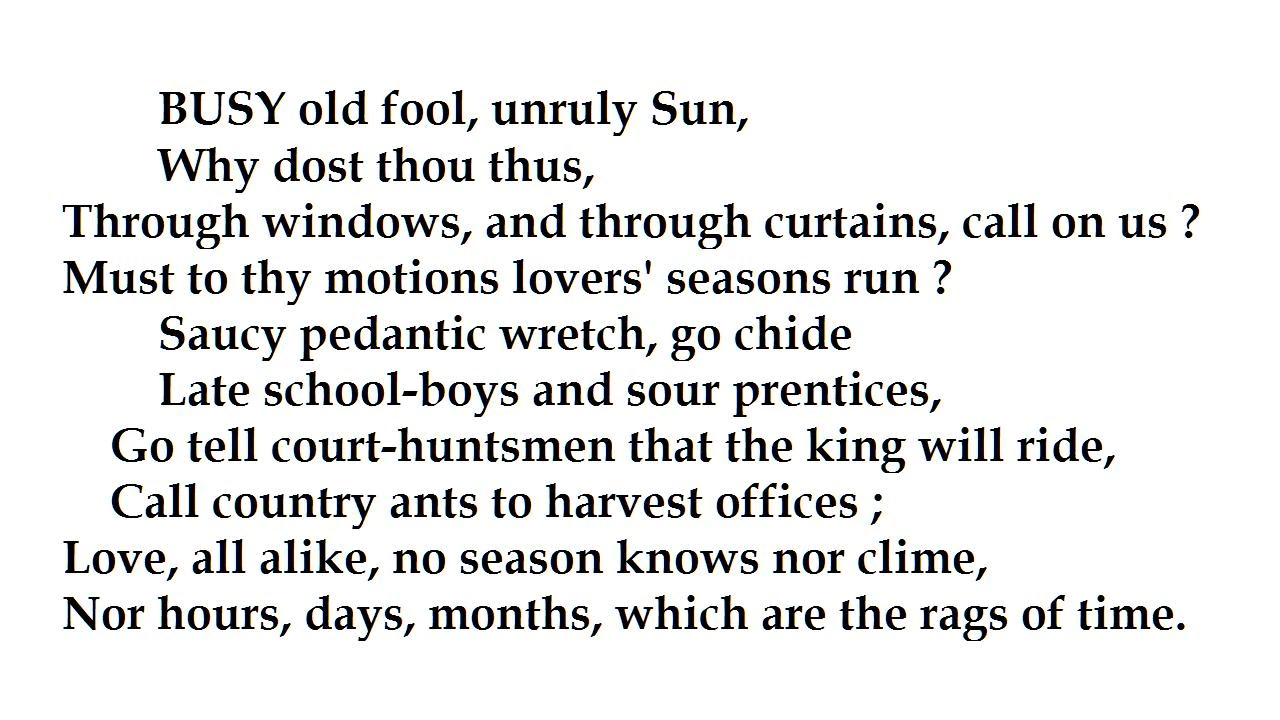 BUSY old fool, unruly Sun,
Why dost thou thus,
Through windows, and through curtains, call on us ?
Must to thy motions lovers' seasons run ?
Saucy pedantic wretch, go chide
Late school-boys and sour prentices,
Go tell court-huntsmen that the king will ride,
Call country ants to harvest offices ;
Love, all alike, no season knows nor clime,
Nor hours, days, months, which are the rags of time.